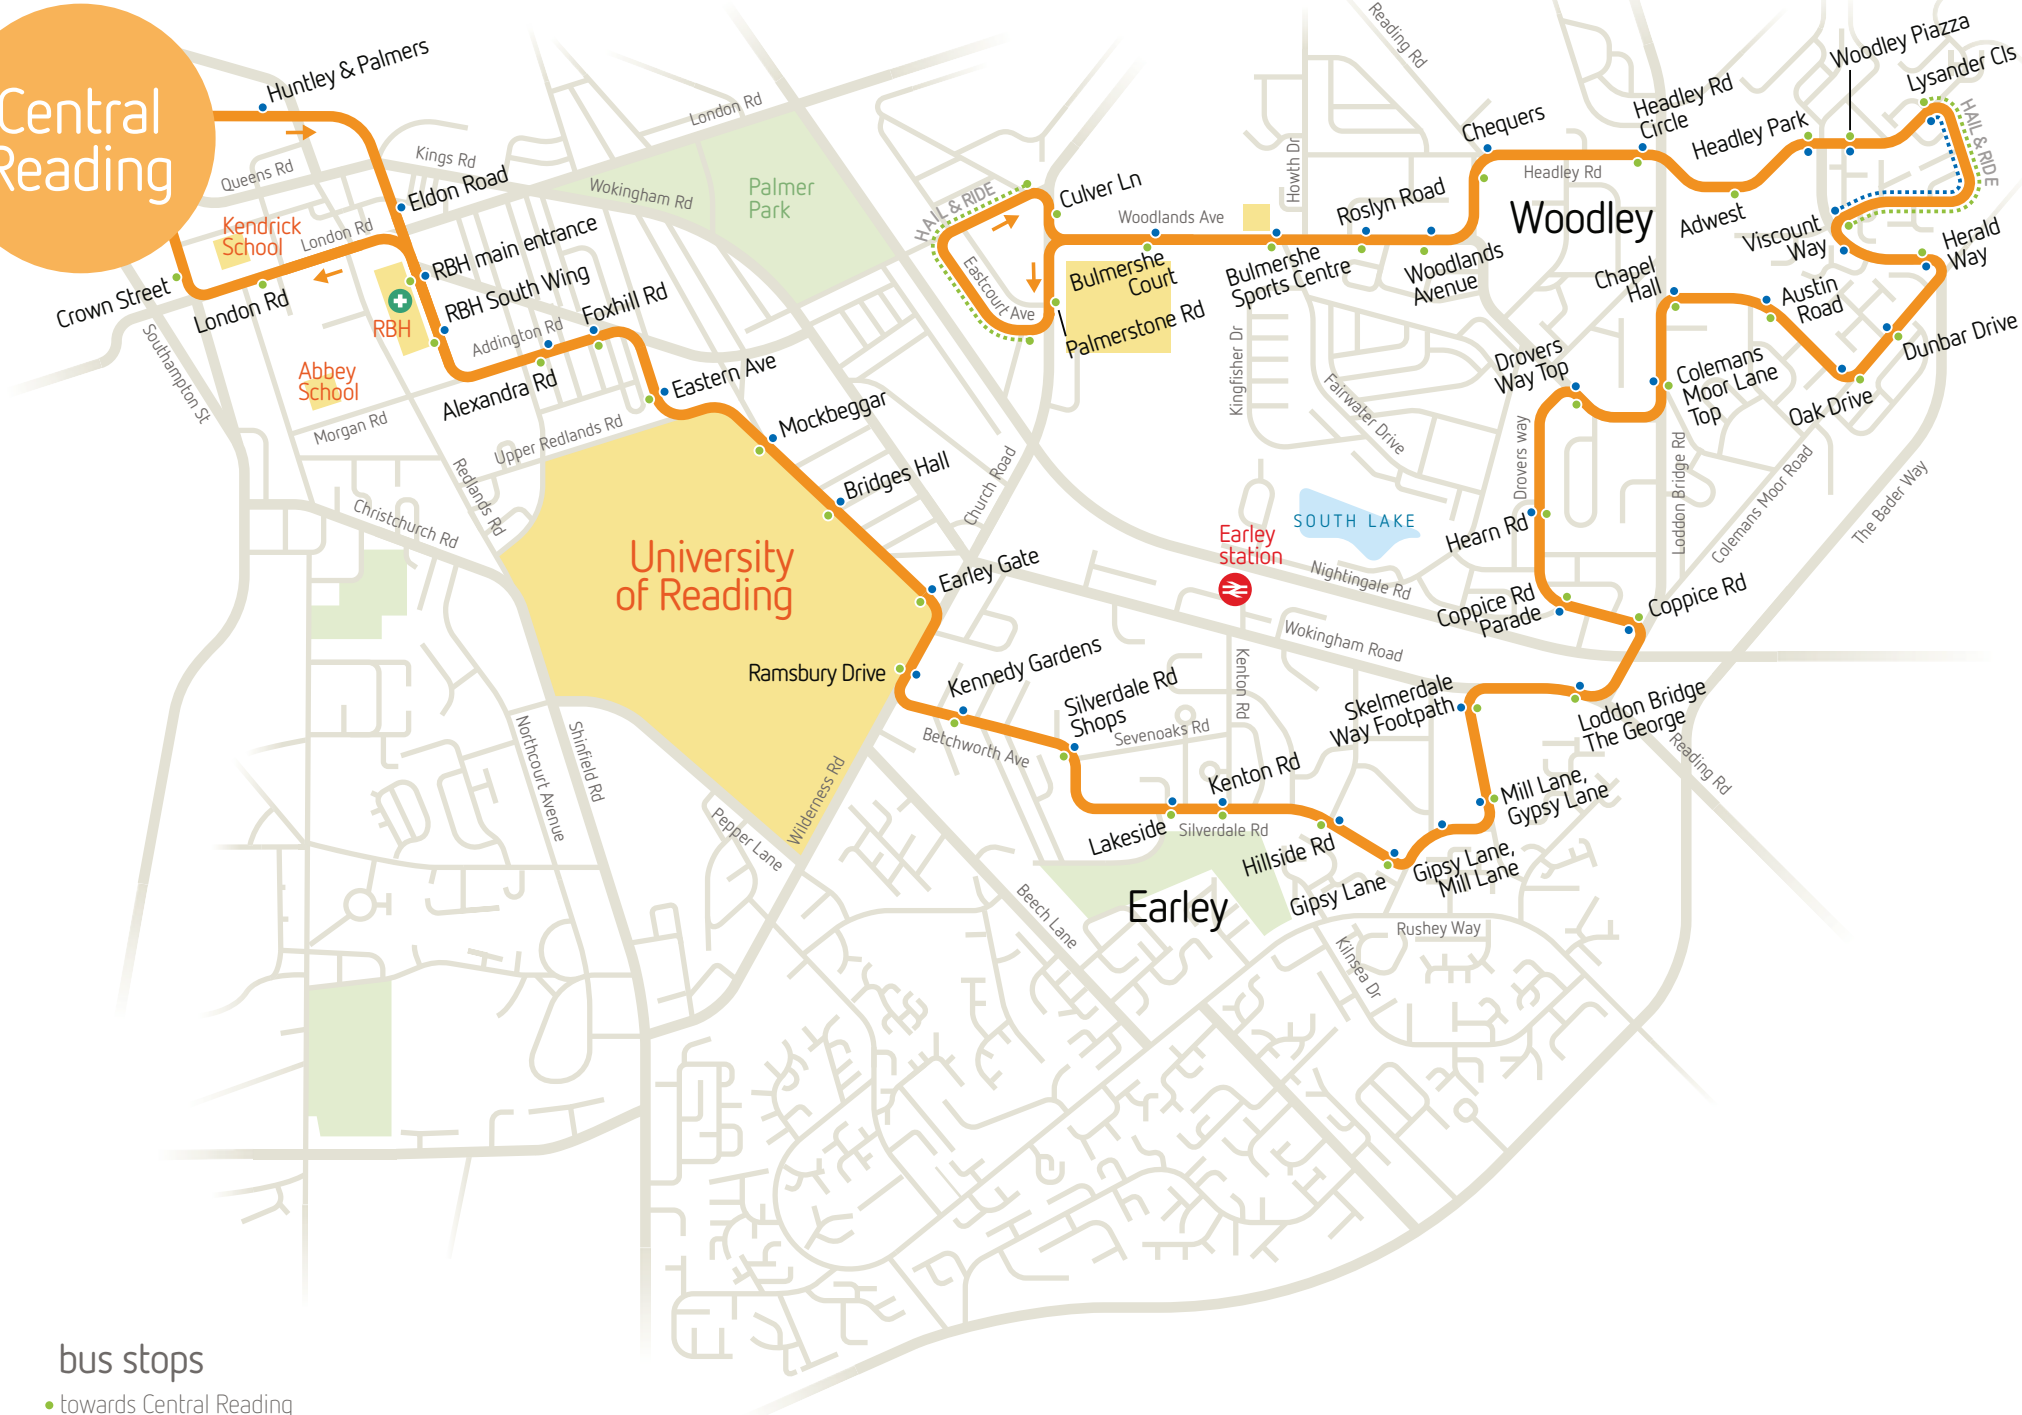 Central
Reading
Huntley & Palmers
Queens Rd
Kings Rd
Kendrick
School
London Rd
Eldon Road
RBH main entrance
RBH South Wing
Foxhill Rd
Crown Street
London Rd
RBH
Addington Rd
Alexandra Rd
Abbey
School
Southampton St
Morgan Rd
Upper Redlands Rd
Redlands Rd
Christchurch Rd
London Rd
Wokingham Rd
Palmer
Park
Eastern Ave
Mockbeggar
Bridges Hall
Earley Gate
Church Road
University
of Reading
Ramsbury Drive
Kennedy Gardens
Betchworth Ave
Silverdale Rd
Shops
Sevenoaks Rd
Kenton Rd
Kenton Rd
Lakeside
Silverdale Rd
Hillside Rd
Gipsy Lane
Gipsy Lane,
Mill Lane
Mill Lane,
Gypsy Lane
Skelmerdale
Way Footpath
Loddon Bridge
The George
Reading Rd
Northcourt Avenue
Shinfield Rd
Pepper Lane
Wilderness Rd
Beech Lane
Earley
Rushey Way
Kilnsea Dr
HAIL & RIDE
Eastcourt
Ave
Culver Ln
Palmerstone Rd
Bulmershe
Court
Woodlands Ave
Bulmershe
Sports Centre
Howth Dr
Roslyn Road
Woodlands
Avenue
Reading Rd
Chequers
Headley Rd
Headley Rd
Circle
Woodley
Adwest
Headley Park
Woodley Piazza
Lysander Cls
HAIL & RIDE
Viscount
Way
Herald
Way
Dunbar Drive
Oak Drive
Austin
Road
Chapel
Hall
Colemans
Moor Lane
Top
Drovers
Way Top
Drovers way
Loddon Bridge Rd
Colemans Moor Road
The Bader Way
Hearn Rd
Coppice Rd
Parade
Coppice Rd
Kingfisher Dr
Fairwater Drive
SOUTH LAKE
Earley
station
Nightingale Rd
Wokingham Road
bus stops
towards Central Reading